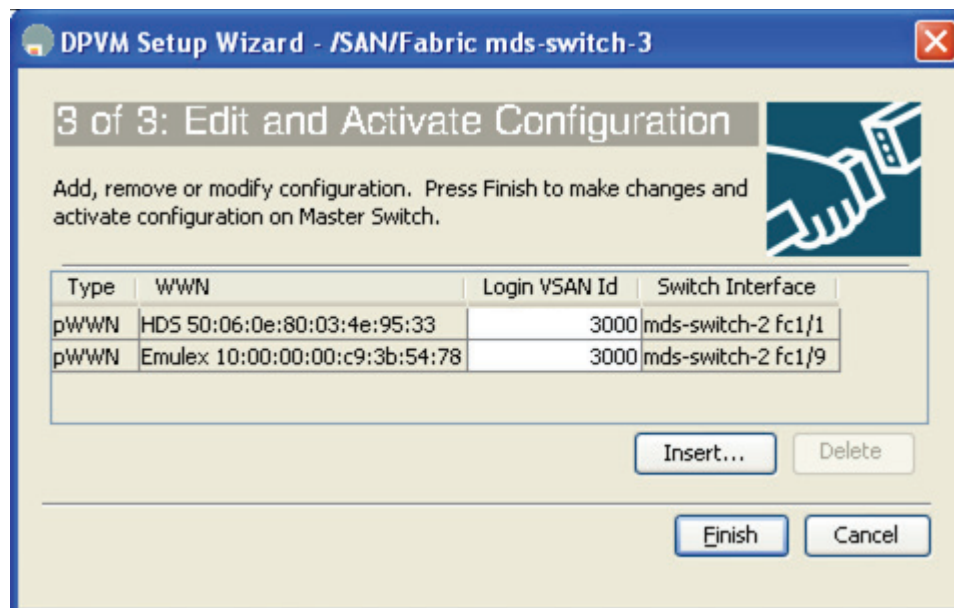 DPVM Setup Wizard - /SAN/Fabric mds-switch-3
3 of 3: Edit and Activate Configuration
Add, remove or modify configuration. Press Finish to make changes and
activate configuration on Master Switch.
Type WWN Login VSAN Id Switch Interface
pWWN HDS 50:06:0e:80:03:4e:95:33 3000 mds-switch-2 fc1/1
pWWN Emulex 10:00:00:00:c9:3b:54:78 3000 mds-switch-2 fc1/9
Insert... Delete
Finish Cancel